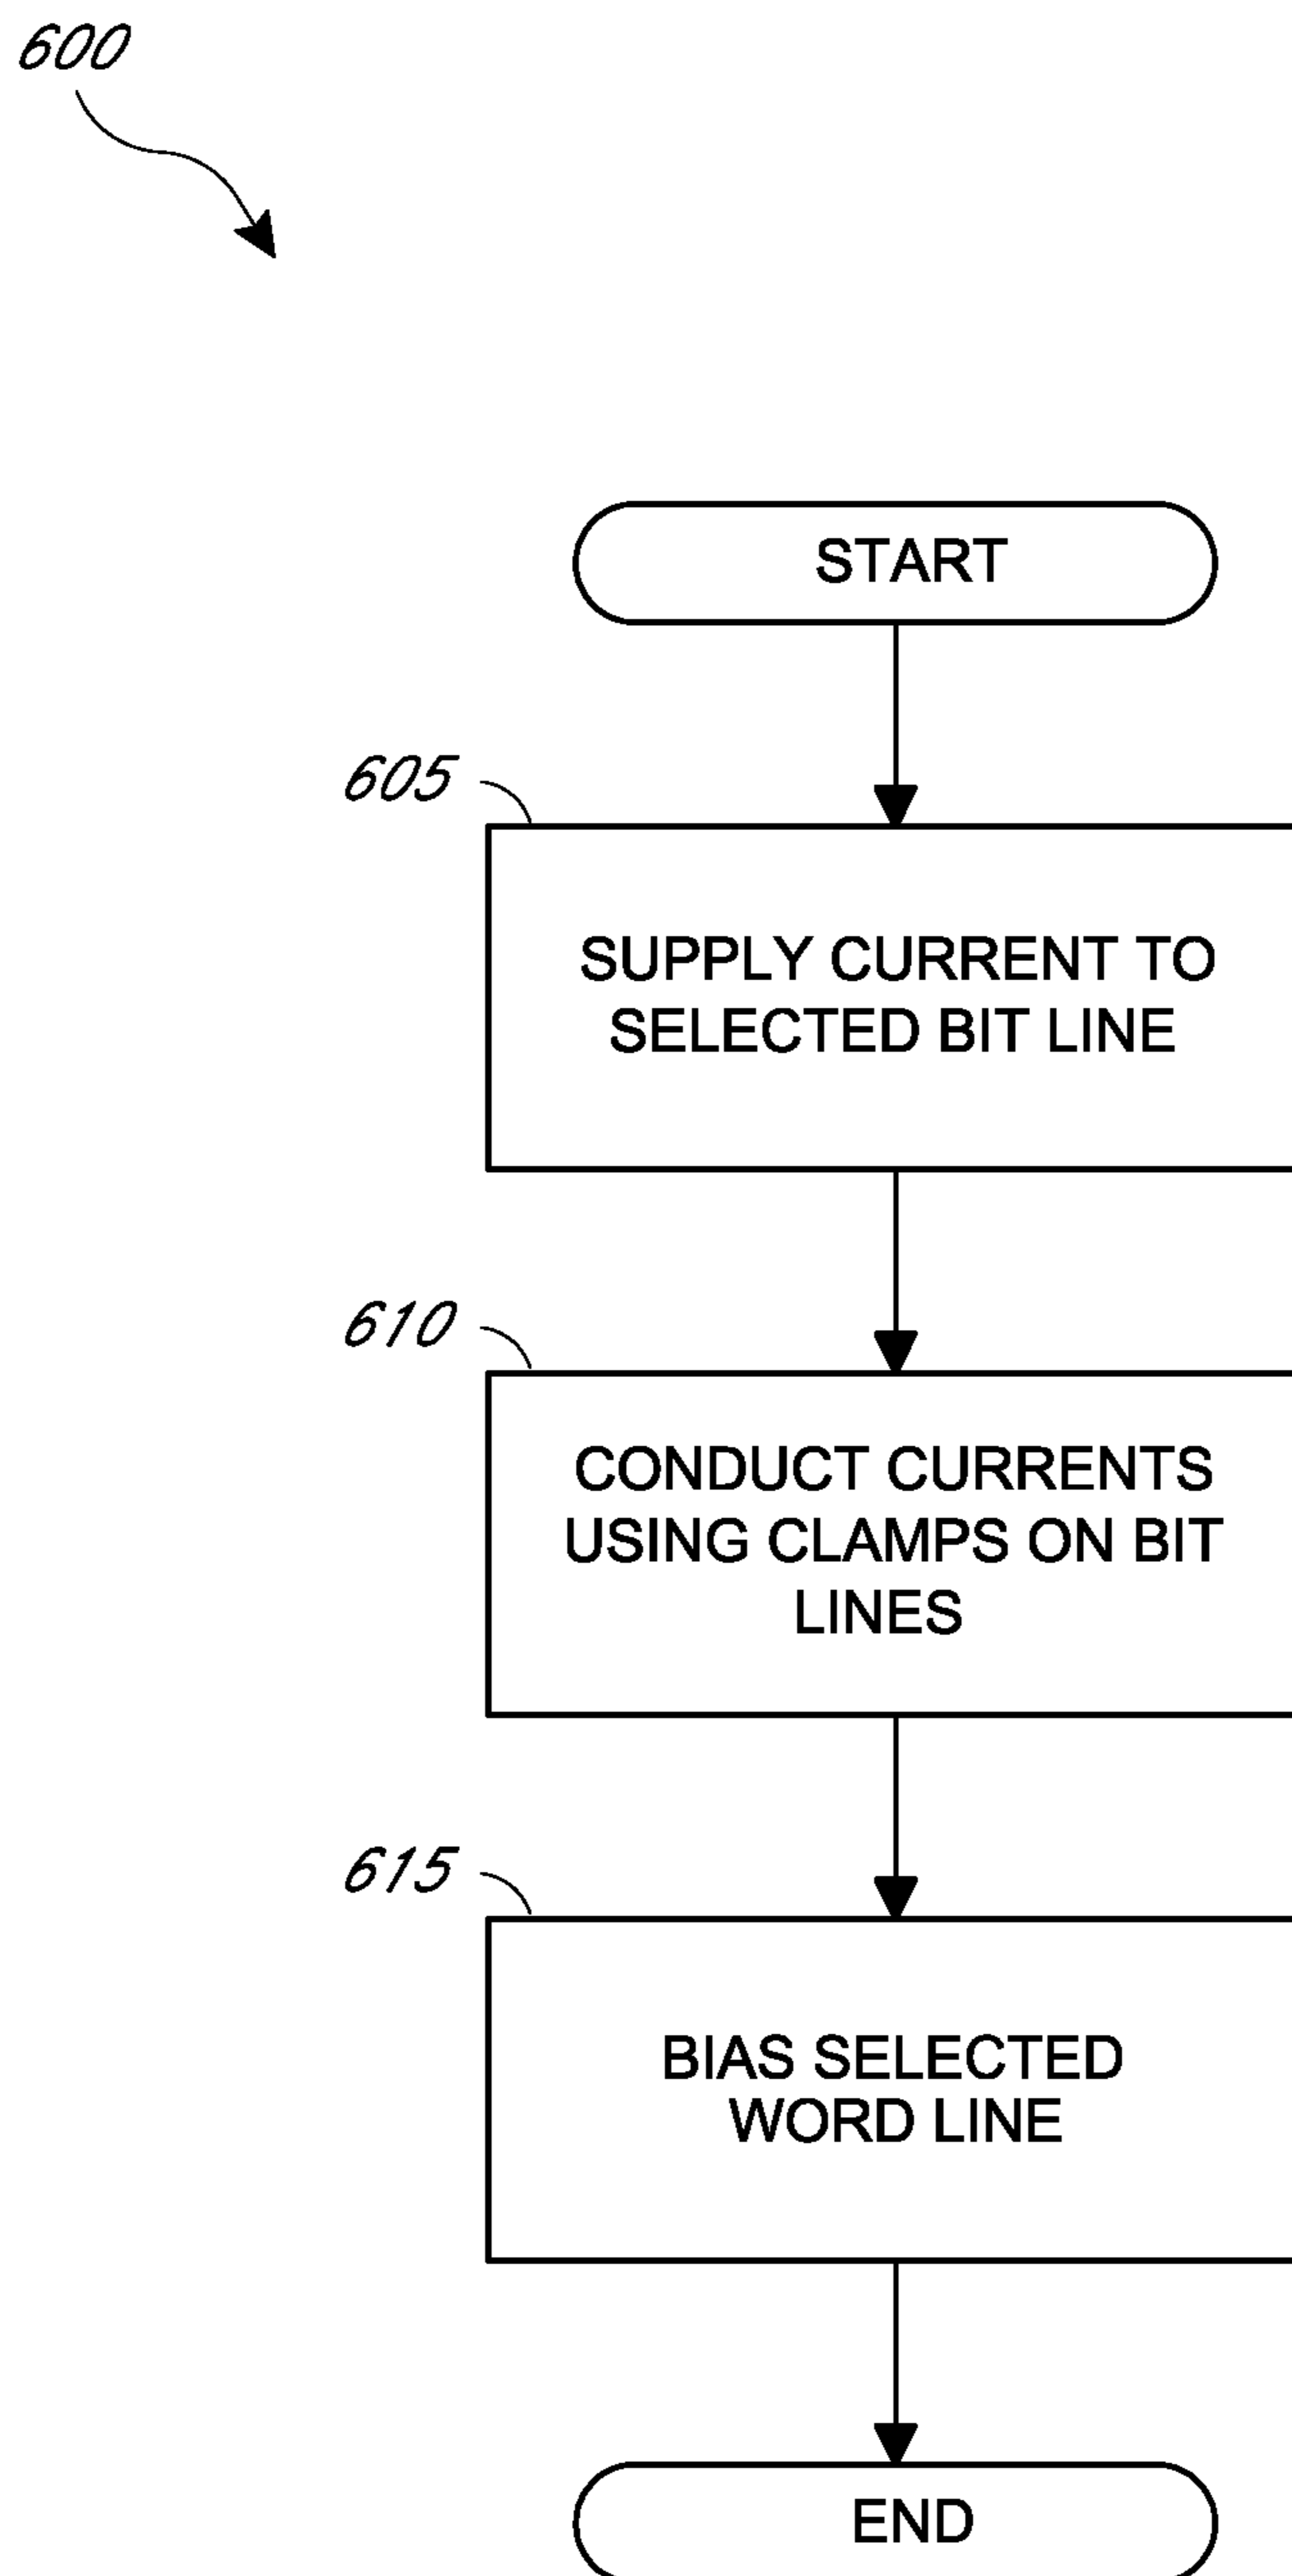 600
START
605
SUPPLY CURRENT TO
SELECTED BIT LINE
610
CONDUCT CURRENTS
USING CLAMPS ON BIT
LINES
615
BIAS SELECTED
WORD LINE
END